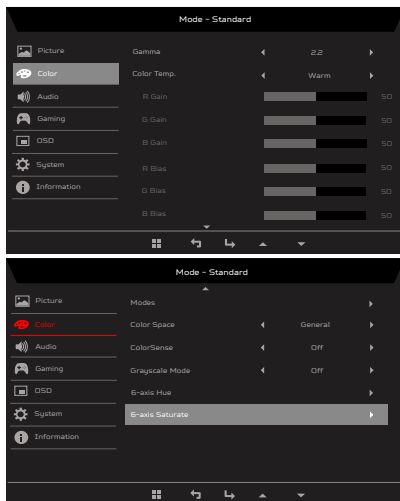 Mode - Standard
Picture
Gamma 2.2
Color
Color Temp. Warm
Audio
R Gain 50
Gaming
G Gain 50
OSD
B Gain 50
System
R Bias 50
Information
G Bias 50
B Bias 50
Mode - Standard
Picture
Modes
Color
Color Space General
Audio
ColorSense Off
Gaming
Grayscale Mode Off
OSD
6-axis Hue
System
6-axis Saturate
Information